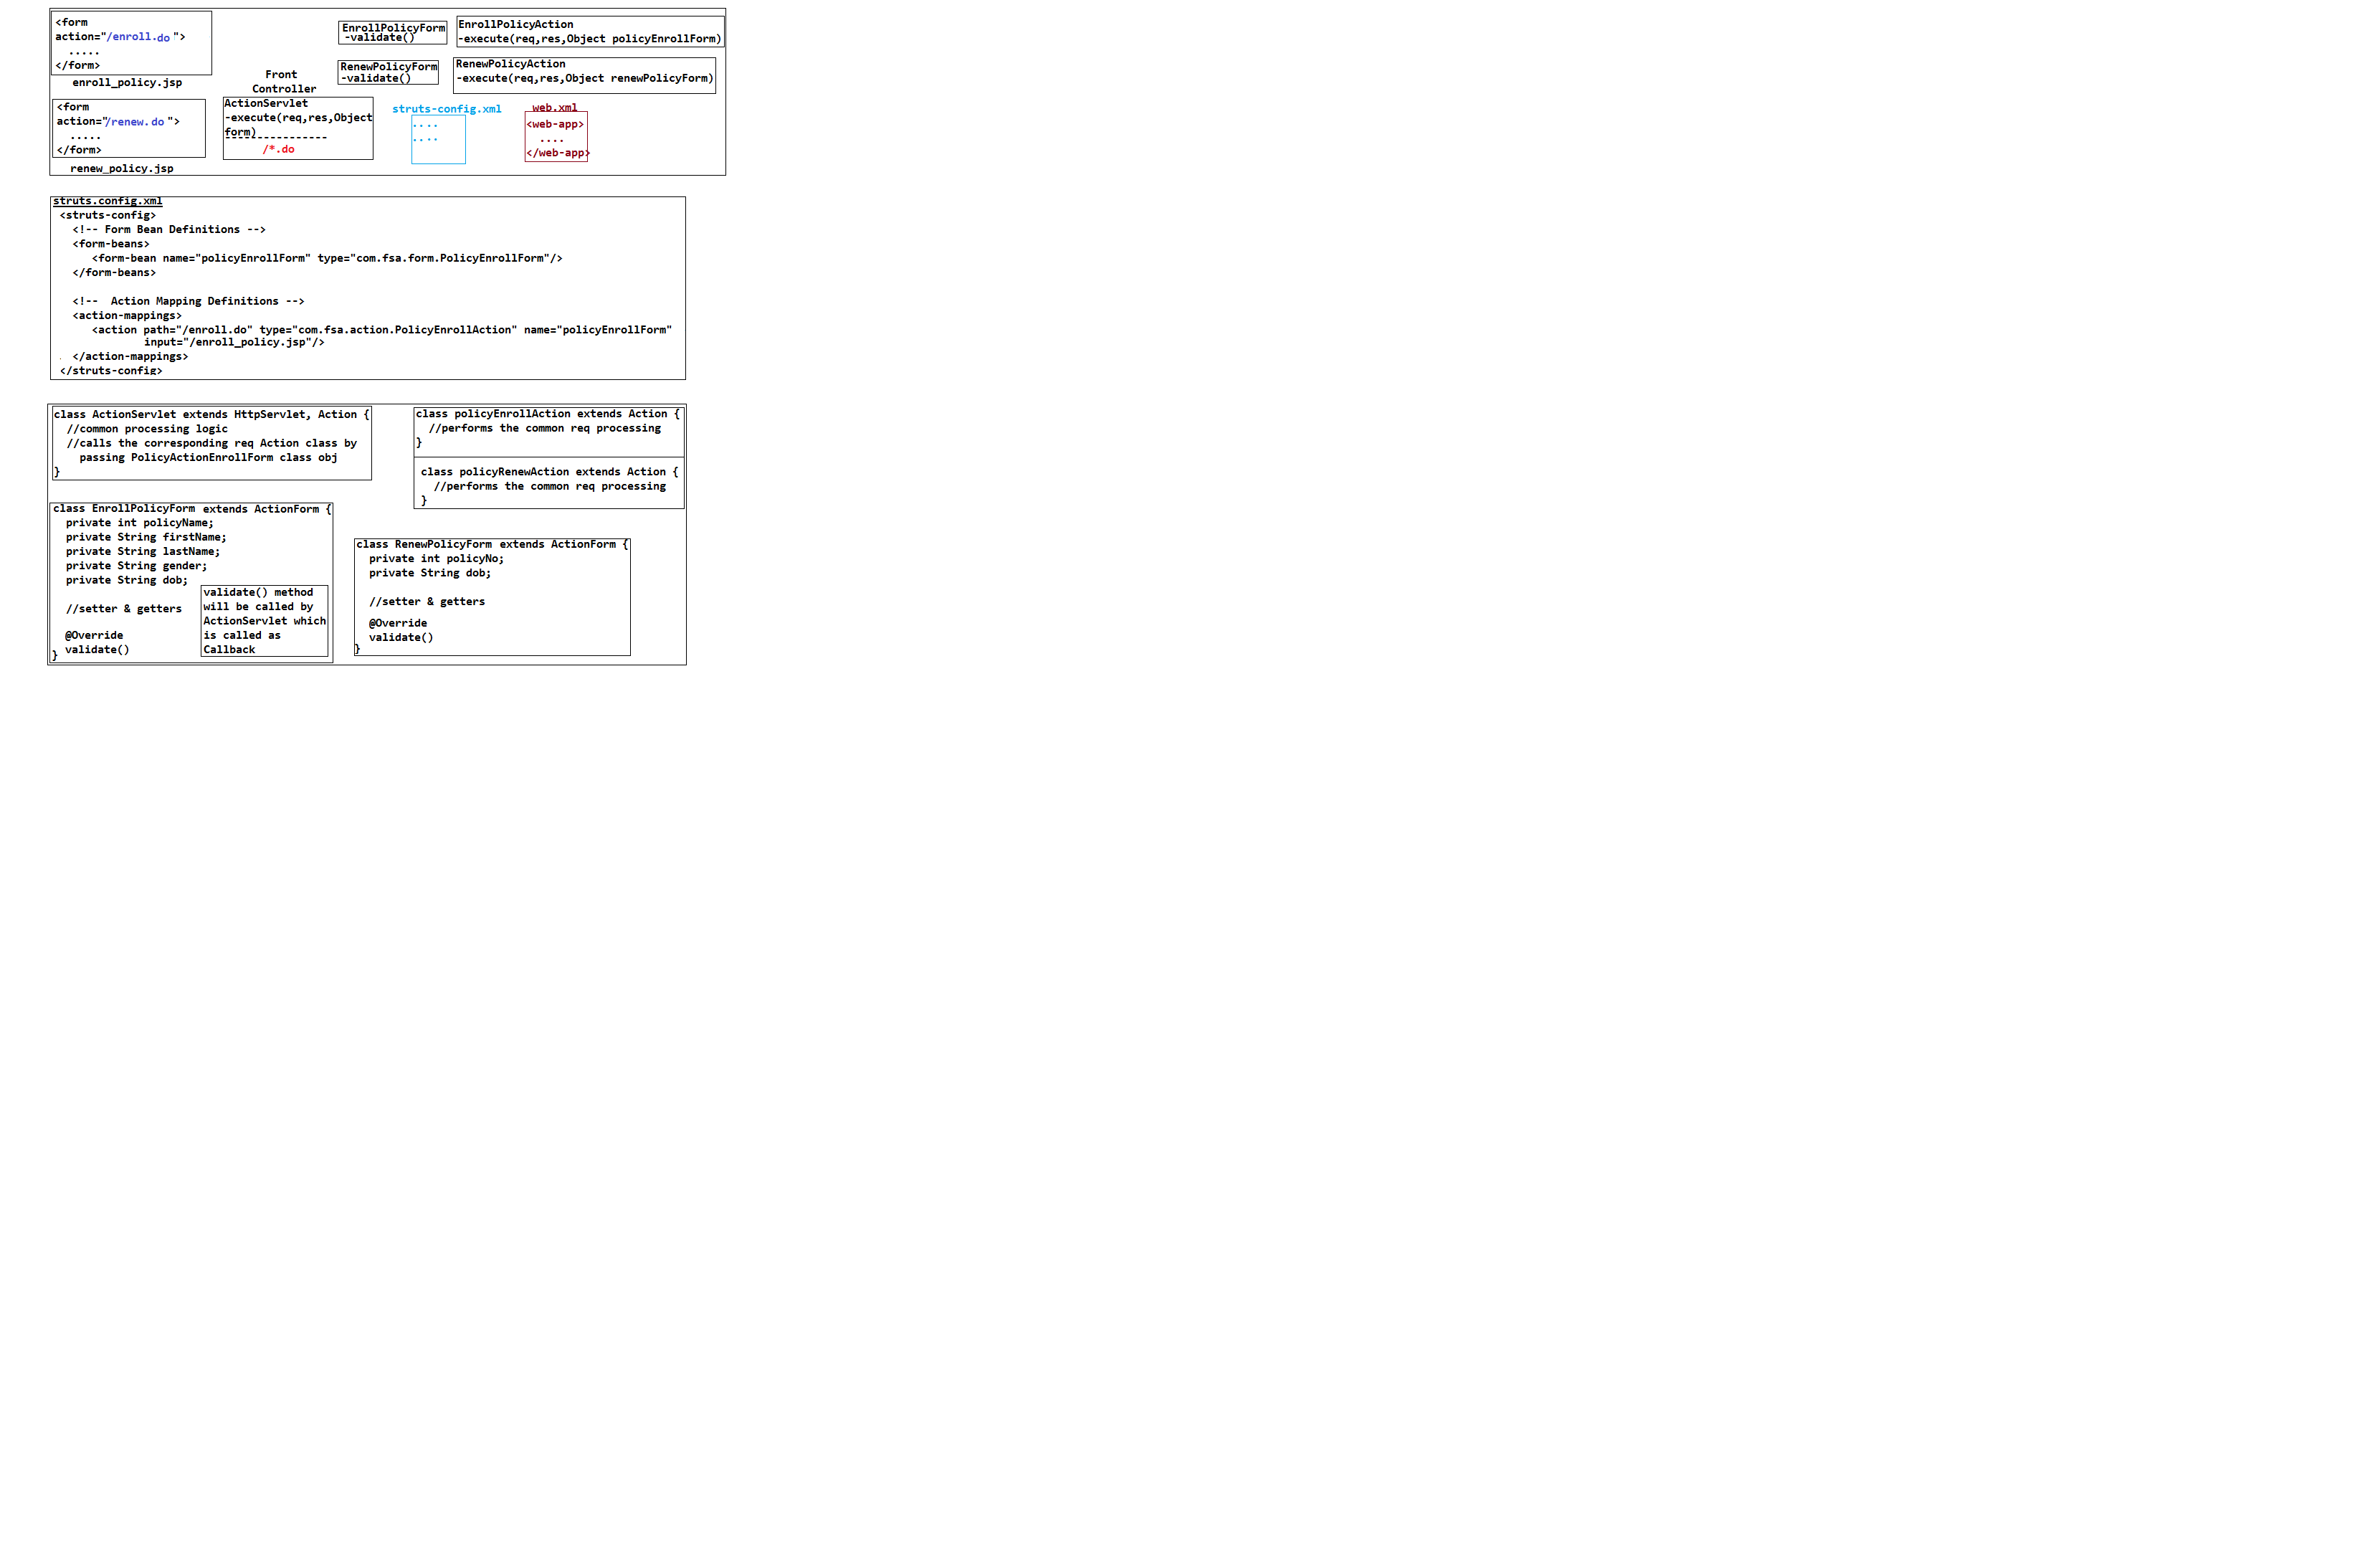 <form
action="/enroll.do ">
.....
</form>
enroll_policy.jsp
<form
action="/renew.do ">
.....
</form>
renew_policy.jsp
Front
Controller
ActionServlet
-execute(req,res,Object
form)
----------------
/*.do
EnrollPolicyForm
-validate()
RenewPolicyForm
-validate()
EnrollPolicyAction
-execute(req,res,Object policyEnrollForm)
RenewPolicyAction
-execute(req,res,Object renewPolicyForm)
struts-config.xml
....
....
web.xml
<web-app>
....
</web-app>
struts.config.xml
<struts-config>
<!-- Form Bean Definitions -->
<form-beans>
<form-bean name="policyEnrollForm" type="com.fsa.form.PolicyEnrollForm"/>
</form-beans>
<!--  Action Mapping Definitions -->
<action-mappings>
<action path="/enroll.do" type="com.fsa.action.PolicyEnrollAction" name="policyEnrollForm"
input="/enroll_policy.jsp"/>
</action-mappings>
</struts-config>
class ActionServlet extends HttpServlet, Action {
//common processing logic
//calls the corresponding req Action class by
passing PolicyActionEnrollForm class obj
}
class policyEnrollAction extends Action {
//performs the common req processing
}
class policyRenewAction extends Action {
//performs the common req processing
}
class EnrollPolicyForm extends ActionForm {
private int policyName;
private String firstName;
private String lastName;
private String gender;
private String dob;
//setter & getters
@Override
validate()
}
validate() method
will be called by
ActionServlet which
is called as
Callback
class RenewPolicyForm extends ActionForm {
private int policyNo;
private String dob;
//setter & getters
@Override
validate()
}